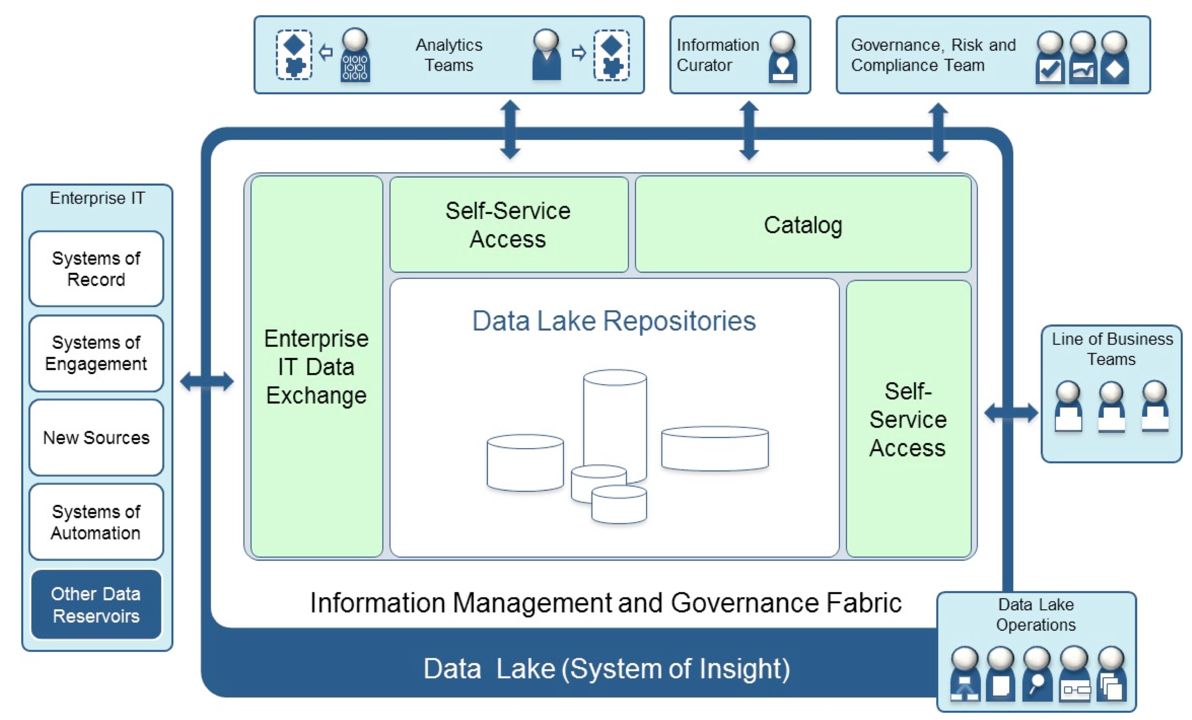 Analytics
Teams
Information
Curator
Governance, Risk and
Compliance Team
Enterprise IT
Systems of
Record
Systems of
Engagement
New Sources
Systems of
Automation
Other Data
Reservoirs
Enterprise
IT Data
Exchange
Self-Service
Access
Catalog
Data Lake Repositories
Self-
Service
Access
Line of Business
Teams
Information Management and Governance Fabric
Data Lake (System of Insight)
Data Lake
Operations